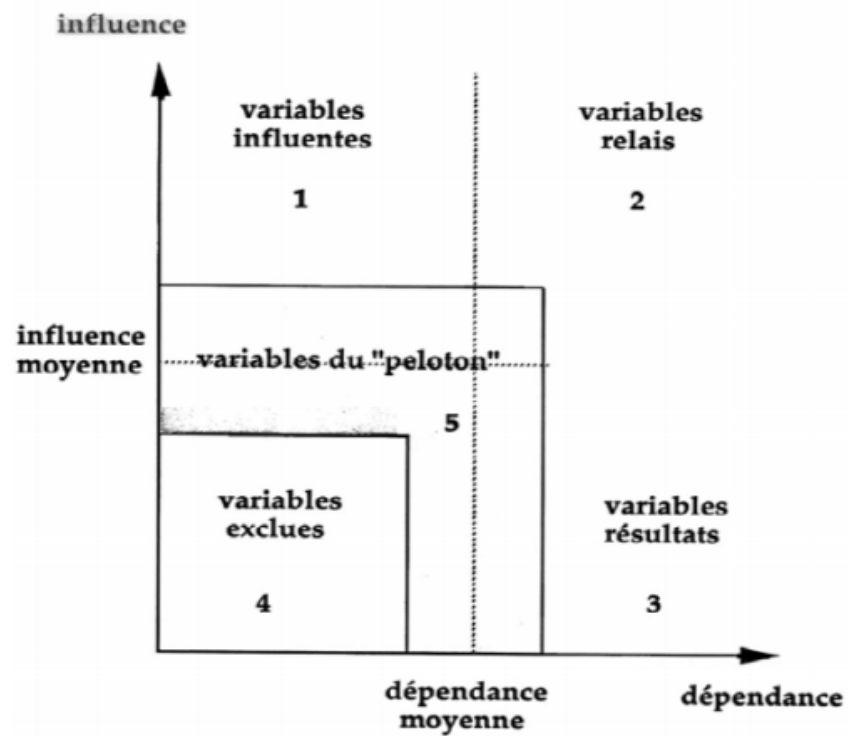 influence
variables
influentes
1
variables
relais
2
influence
moyenne
variables du "peloton"
5
variables
exclues
4
variables
résultats
3
dépendance
moyenne
dépendance